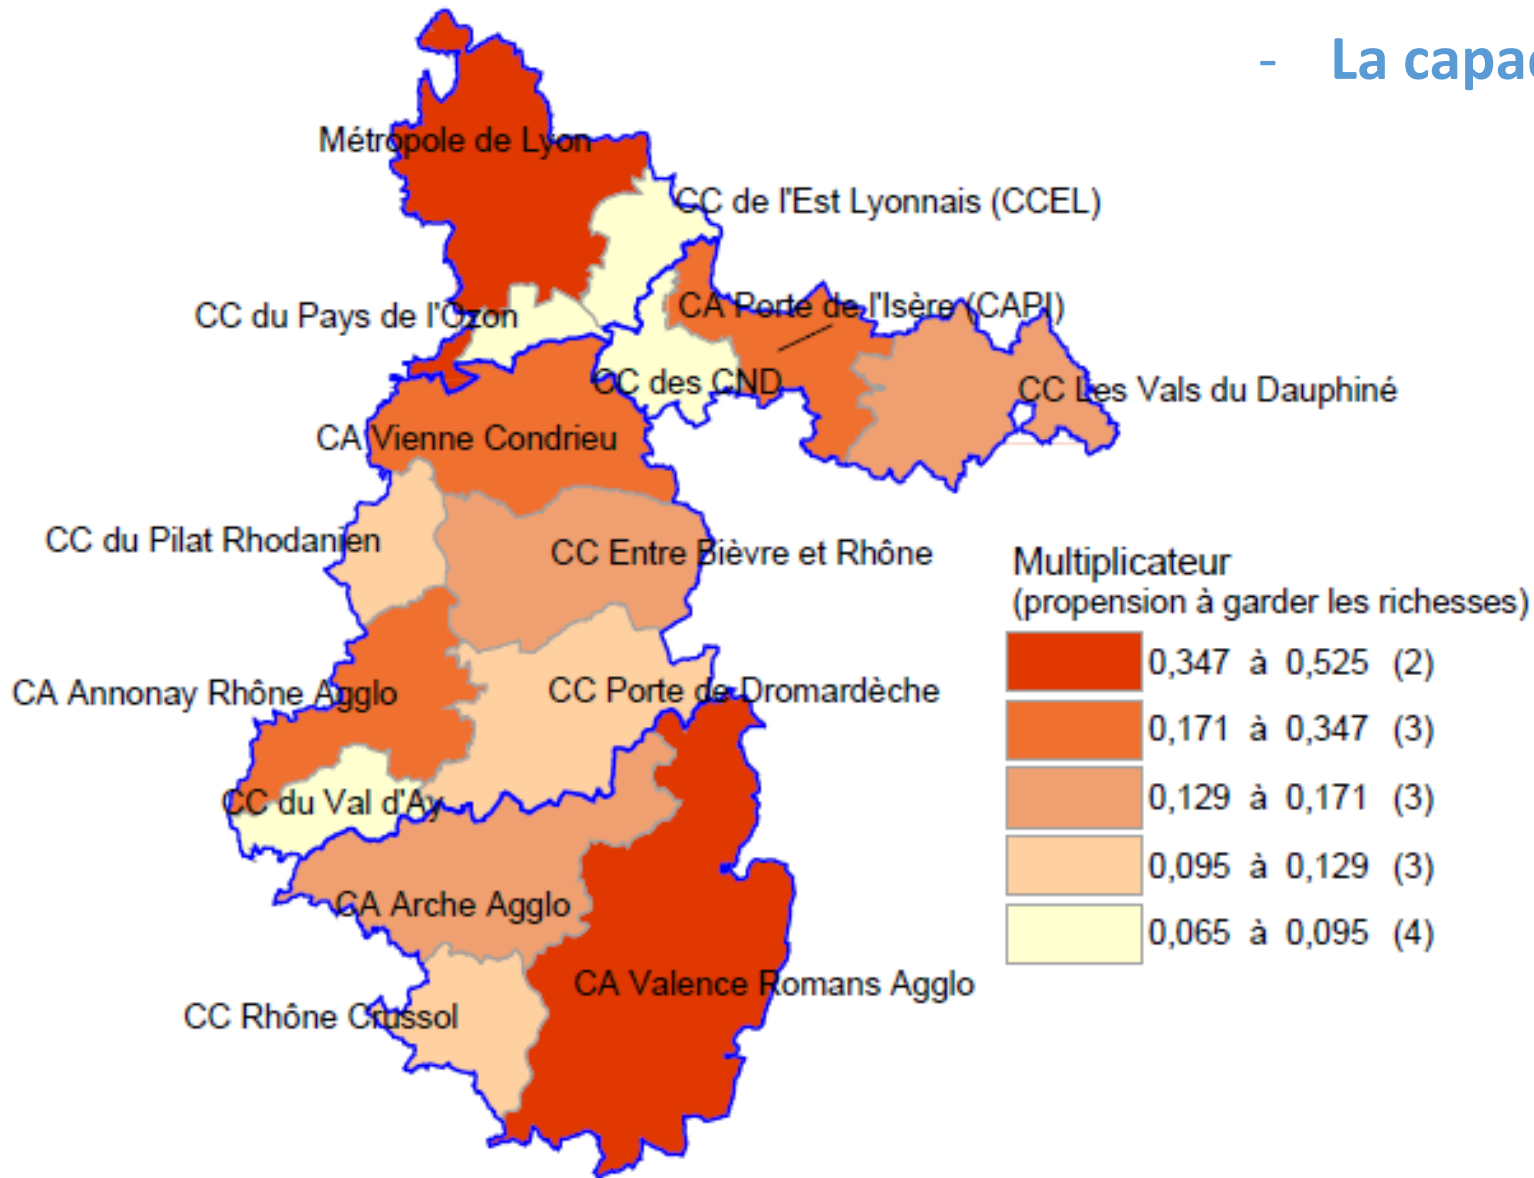 - La capac
Métropole de Lyon
CC de l'Est Lyonnais (CCEL)
CC du Pays de l'Ozon
CA Porte de l'Isère (CAPI)
CC des CND
CC Les Vals du Dauphiné
CA Vienne Condrieu
CC du Pilat Rhodanien
CC Entre Bièvre et Rhône
Multiplicateur
(propension à garder les richesses)
0,347 à 0,525 (2)
0,171 à 0,347 (3)
0,129 à 0,171 (3)
0,095 à 0,129 (3)
0,065 à 0,095 (4)
CA Annonay Rhône Agglo
CC Porte de Dromardèche
CC du Val d'Ay
CA Arche Agglo
CA Valence Romans Agglo
CC Rhône Crussol